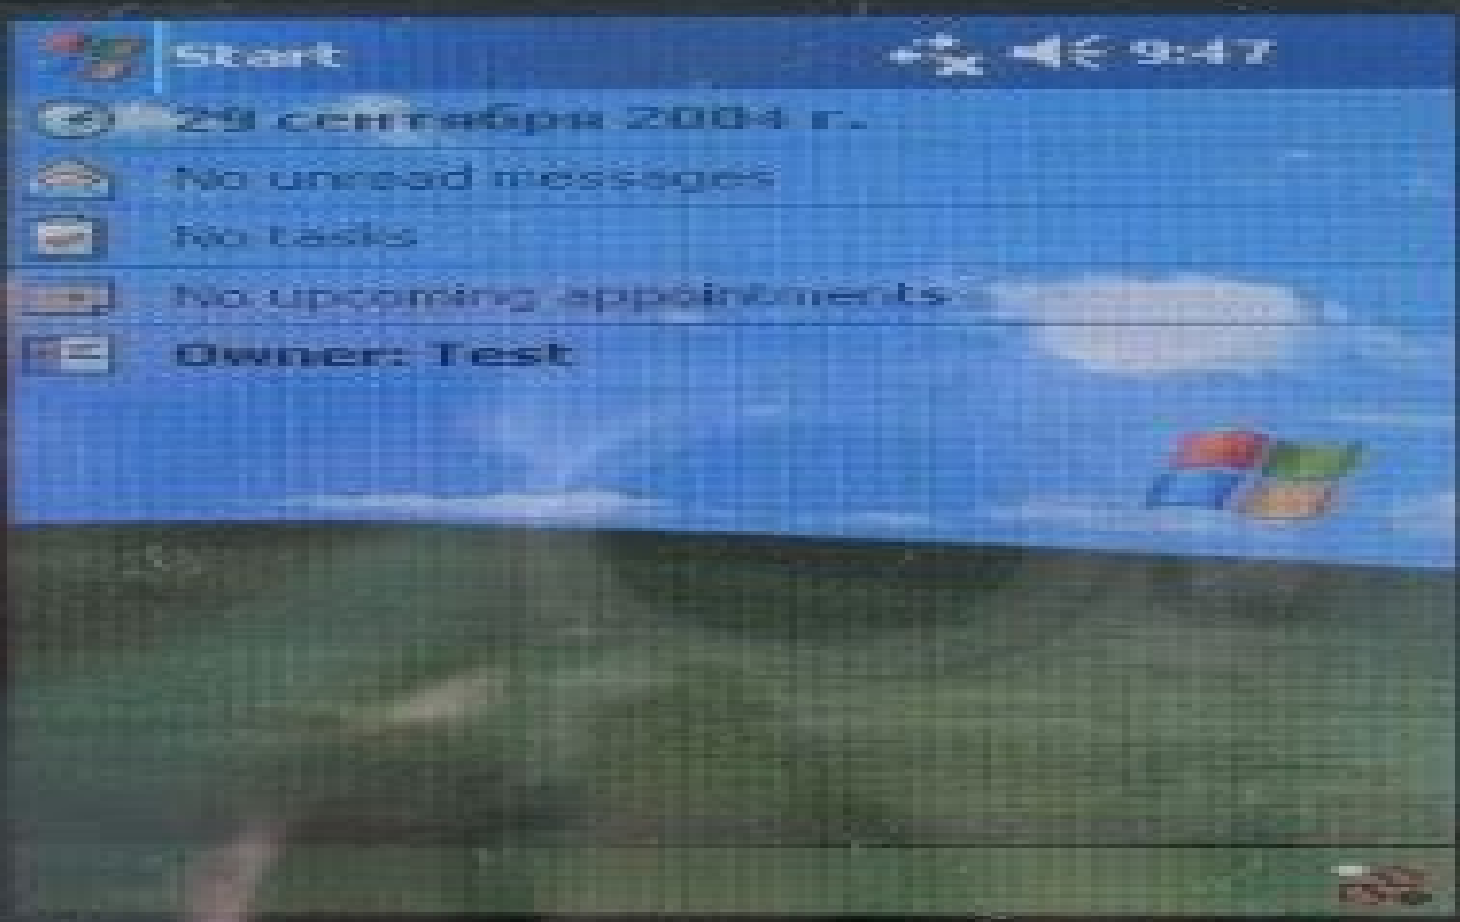 Start 9:47
29 сентября 2004 г.
No unread messages
No tasks
No upcoming appointments
Owner: Test